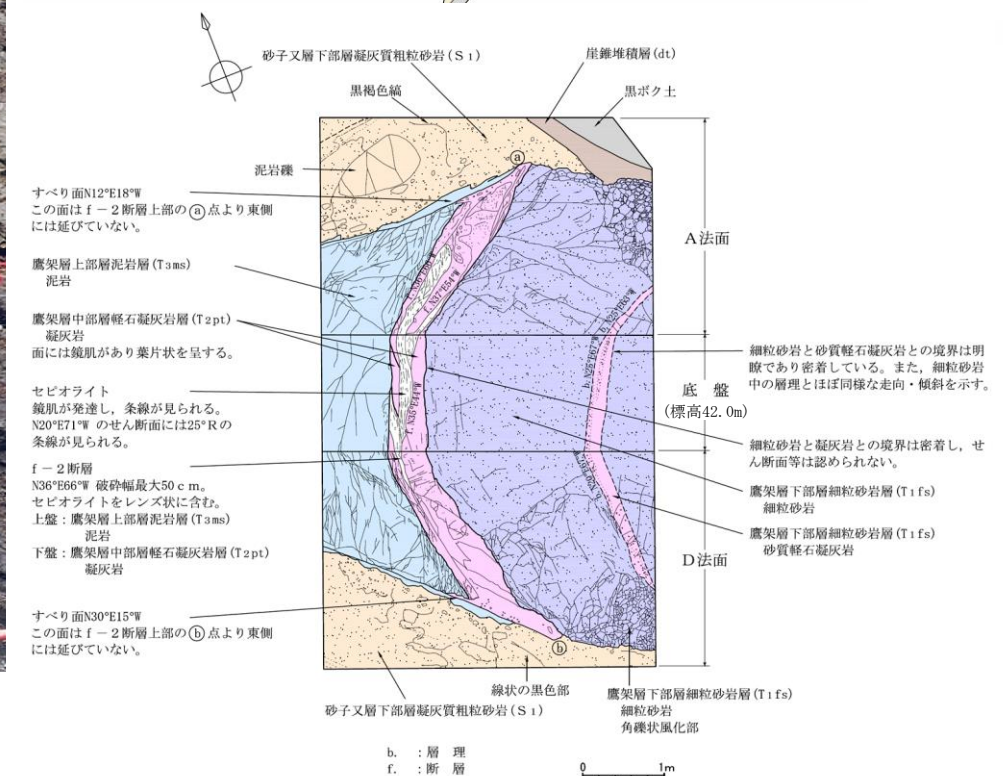 砂子又層下部層凝灰質粗粒砂岩(S1)
崖錐堆積層(dt)
黒褐色縞
黒ボク土
泥岩礫
ⓐ
すべり面N12°E18°W
この面はf-2断層上部のⓐ点より東側
には延びていない。
A法面
鷹架層上部層泥岩層(T3ms)
泥岩
f. N37°E54°W
鷹架層中部層軽石凝灰岩層(T2pt)
凝灰岩
面には鏡肌があり葉片状を呈する。
細粒砂岩と砂質軽石凝灰岩との境界は明
瞭であり密着している。また，細粒砂岩
中の層理とほぼ同様な走向・傾斜を示す。
底盤
(標高42.0m)
セピオライト
鏡肌が発達し，条線が見られる。
N20°E71°W のせん断面には25°Rの
条線が見られる。
f. N35°E44°W
細粒砂岩と凝灰岩との境界は密着し，せ
ん断面等は認められない。
f-2断層
N36°E66°W 破砕幅最大50cm。
セピオライトをレンズ状に含む。
上盤：鷹架層上部層泥岩層(T3ms)
泥岩
下盤：鷹架層中部層軽石凝灰岩層(T2pt)
凝灰岩
鷹架層下部層細粒砂岩層(T1fs)
細粒砂岩
鷹架層下部層細粒砂岩層(T1fs)
砂質軽石凝灰岩
D法面
すべり面N30°E15°W
この面はf-2断層上部のⓑ点より東側
には延びていない。
ⓑ
線状の黒色部
砂子又層下部層凝灰質粗粒砂岩(S1)
鷹架層下部層細粒砂岩層(T1fs)
細粒砂岩
角礫状風化部
b. ：層 理
f. ：断 層
0 1m